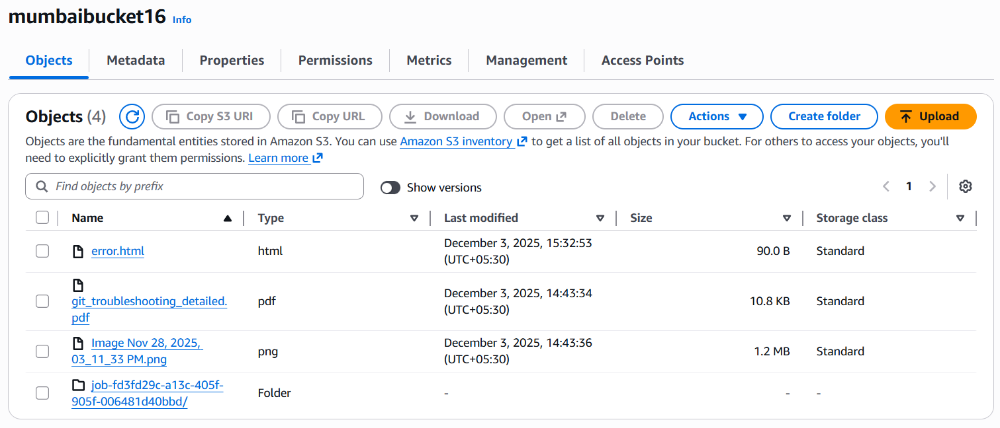 mumbaibucket16 Info
Objects Metadata Properties Permissions Metrics Management Access Points
Objects (4) Copy S3 URI Copy URL Download Open Delete Actions Create folder Upload
Objects are the fundamental entities stored in Amazon S3. You can use Amazon S3 inventory to get a list of all objects in your bucket. For others to access your objects, you'll
need to explicitly grant them permissions. Learn more
Find objects by prefix Show versions 1
Name Type Last modified Size Storage class
error.html html December 3, 2025, 15:32:53 (UTC+05:30) 90.0 B Standard
git_troubleshooting_detailed.
pdf
pdf December 3, 2025, 14:43:34
(UTC+05:30)
10.8 KB Standard
Image Nov 28, 2025,
03_11_33 PM.png
png December 3, 2025, 14:43:36
(UTC+05:30)
1.2 MB Standard
job-fd3fd29c-a13c-405f-
905f-006481d40bbd/
Folder - - -